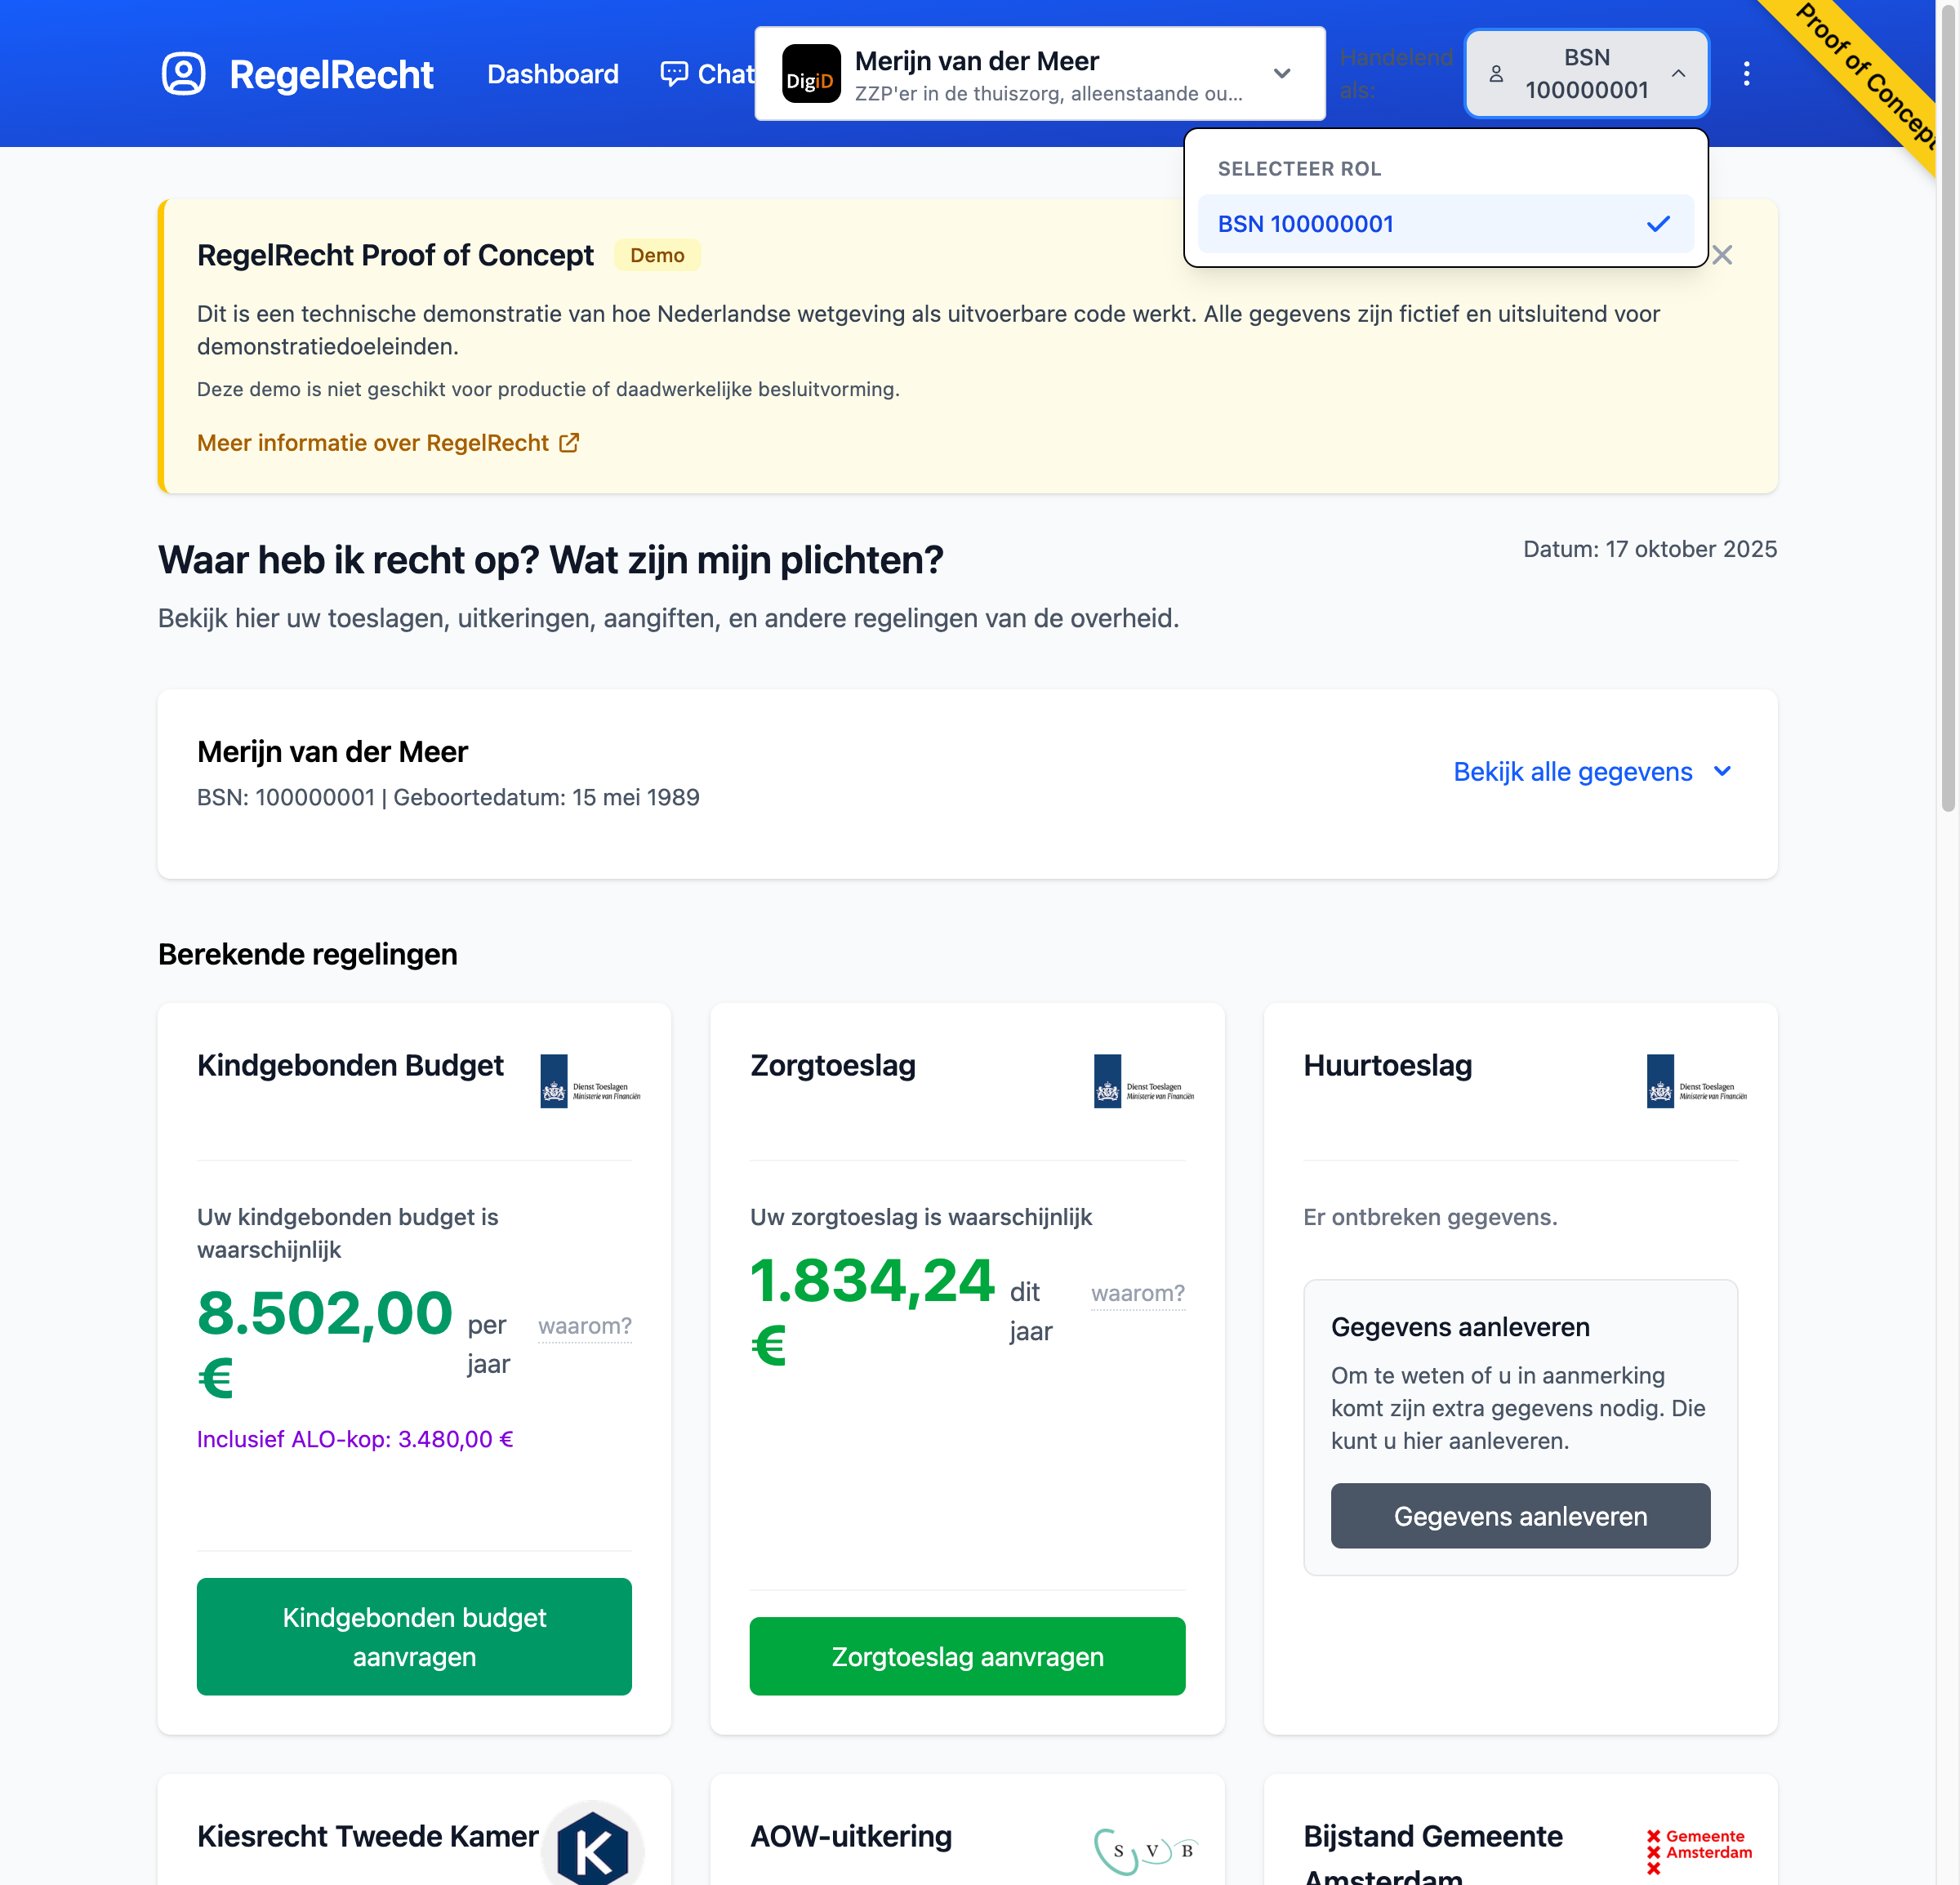 RegelRecht
Dashboard
Chat
DigiD
Merijn van der Meer
ZZP'er in de thuiszorg, alleenstaande ou...
Handelend
als:
BSN
100000001
Proof of Concept
SELECTEER ROL
BSN 100000001
RegelRecht Proof of Concept
Demo
Dit is een technische demonstratie van hoe Nederlandse wetgeving als uitvoerbare code werkt. Alle gegevens zijn fictief en uitsluitend voor
demonstratiedoeleinden.
Deze demo is niet geschikt voor productie of daadwerkelijke besluitvorming.
Meer informatie over RegelRecht
Waar heb ik recht op? Wat zijn mijn plichten?
Datum: 17 oktober 2025
Bekijk hier uw toeslagen, uitkeringen, aangiften, en andere regelingen van de overheid.
Merijn van der Meer
BSN: 100000001 | Geboortedatum: 15 mei 1989
Bekijk alle gegevens
Berekende regelingen
Kindgebonden Budget
Dienst Toeslagen
Ministerie van Financiën
Uw kindgebonden budget is
waarschijnlijk
8.502,00
€
per
jaar
waarom?
Inclusief ALO-kop: 3.480,00 €
Kindgebonden budget
aanvragen
Zorgtoeslag
Dienst Toeslagen
Ministerie van Financiën
Uw zorgtoeslag is waarschijnlijk
1.834,24
€
dit
jaar
waarom?
Zorgtoeslag aanvragen
Huurtoeslag
Dienst Toeslagen
Ministerie van Financiën
Er ontbreken gegevens.
Gegevens aanleveren
Om te weten of u in aanmerking
komt zijn extra gegevens nodig. Die
kunt u hier aanleveren.
Gegevens aanleveren
Kiesrecht Tweede Kamer
K
AOW-uitkering
SVB
Bijstand Gemeente
Amsterdam
Gemeente
Amsterdam